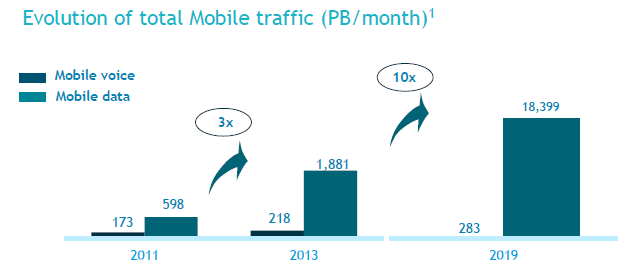 Evolution of total Mobile traffic (PB/month)¹
Mobile voice
Mobile data
3x
10x
173
598
218
1,881
283
18,399
2011
2013
2019